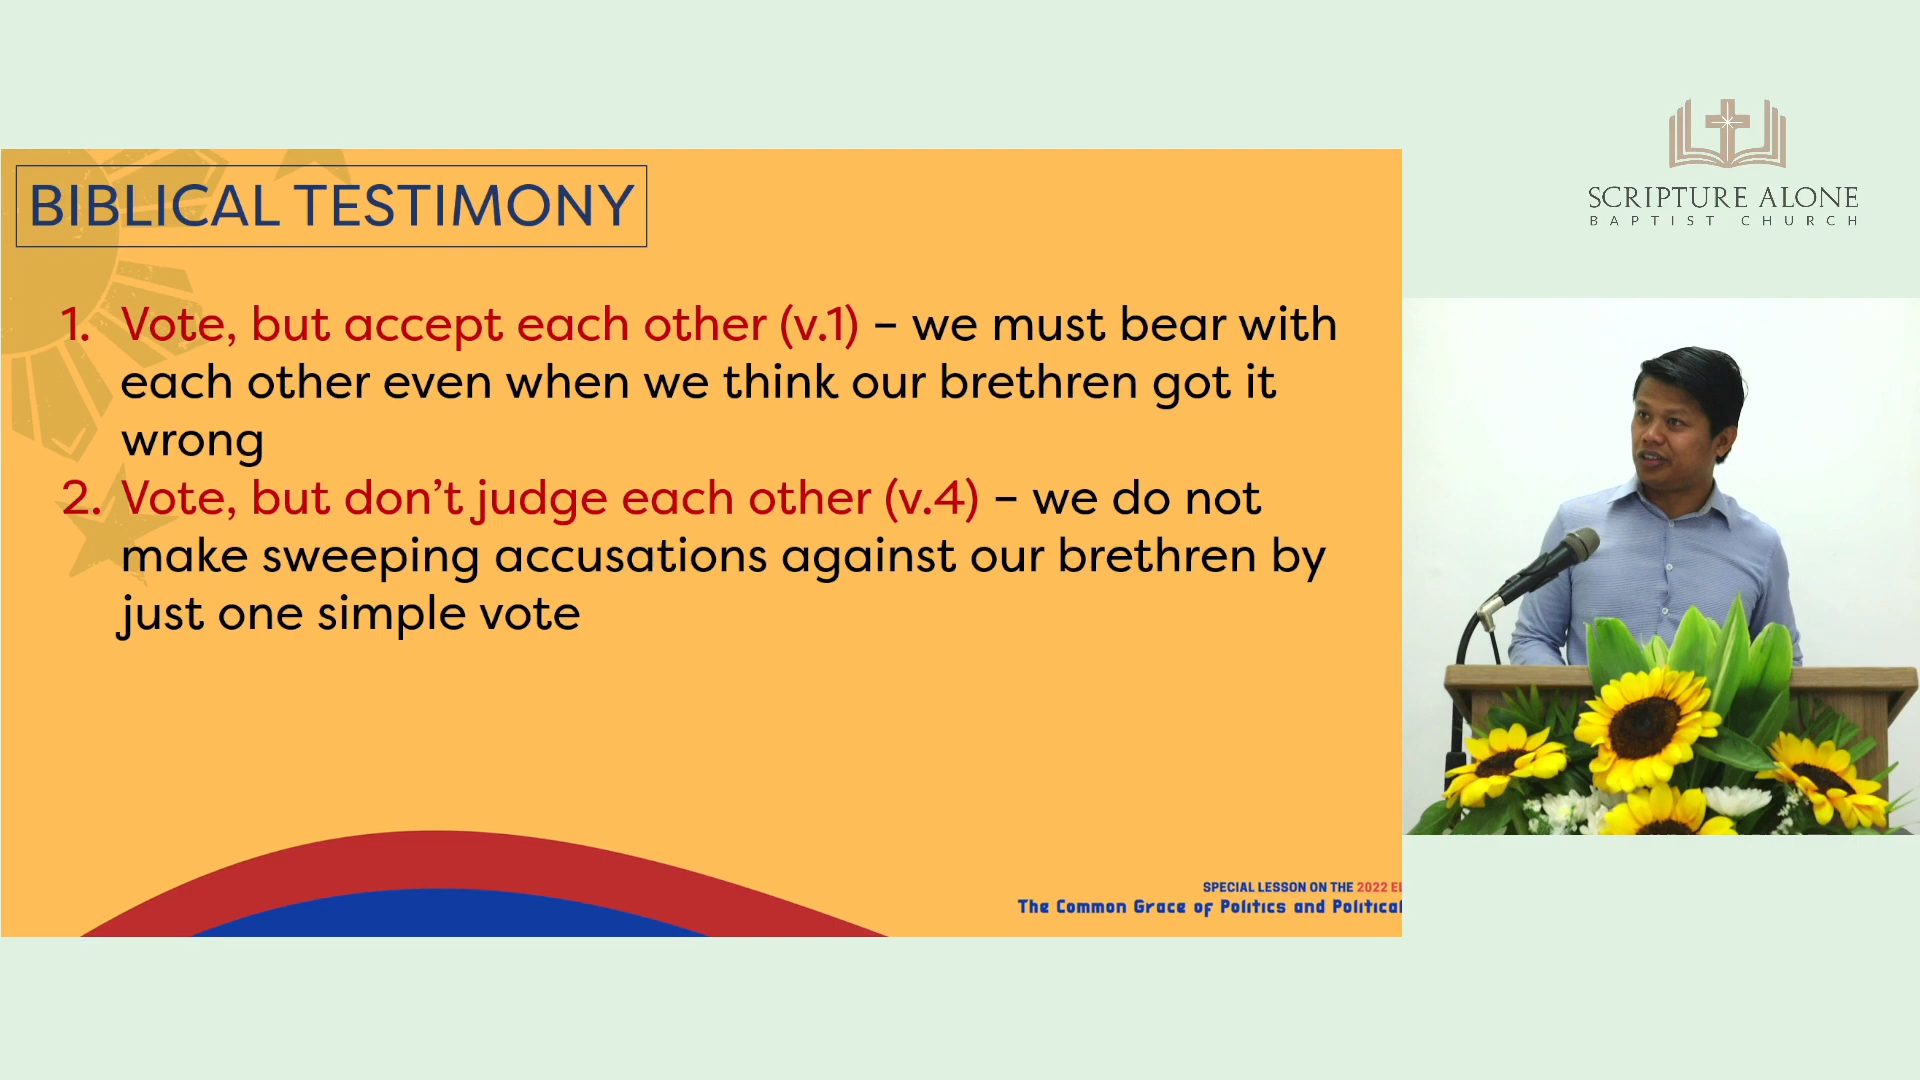 BIBLICAL TESTIMONY
1. Vote, but accept each other (v.1) – we must bear with
each other even when we think our brethren got it
wrong
2. Vote, but don’t judge each other (v.4) – we do not
make sweeping accusations against our brethren by
just one simple vote
SPECIAL LESSON ON THE 2022
The Common Grace of Politics and Political
SCRIPTURE ALONE
BAPTIST CHURCH